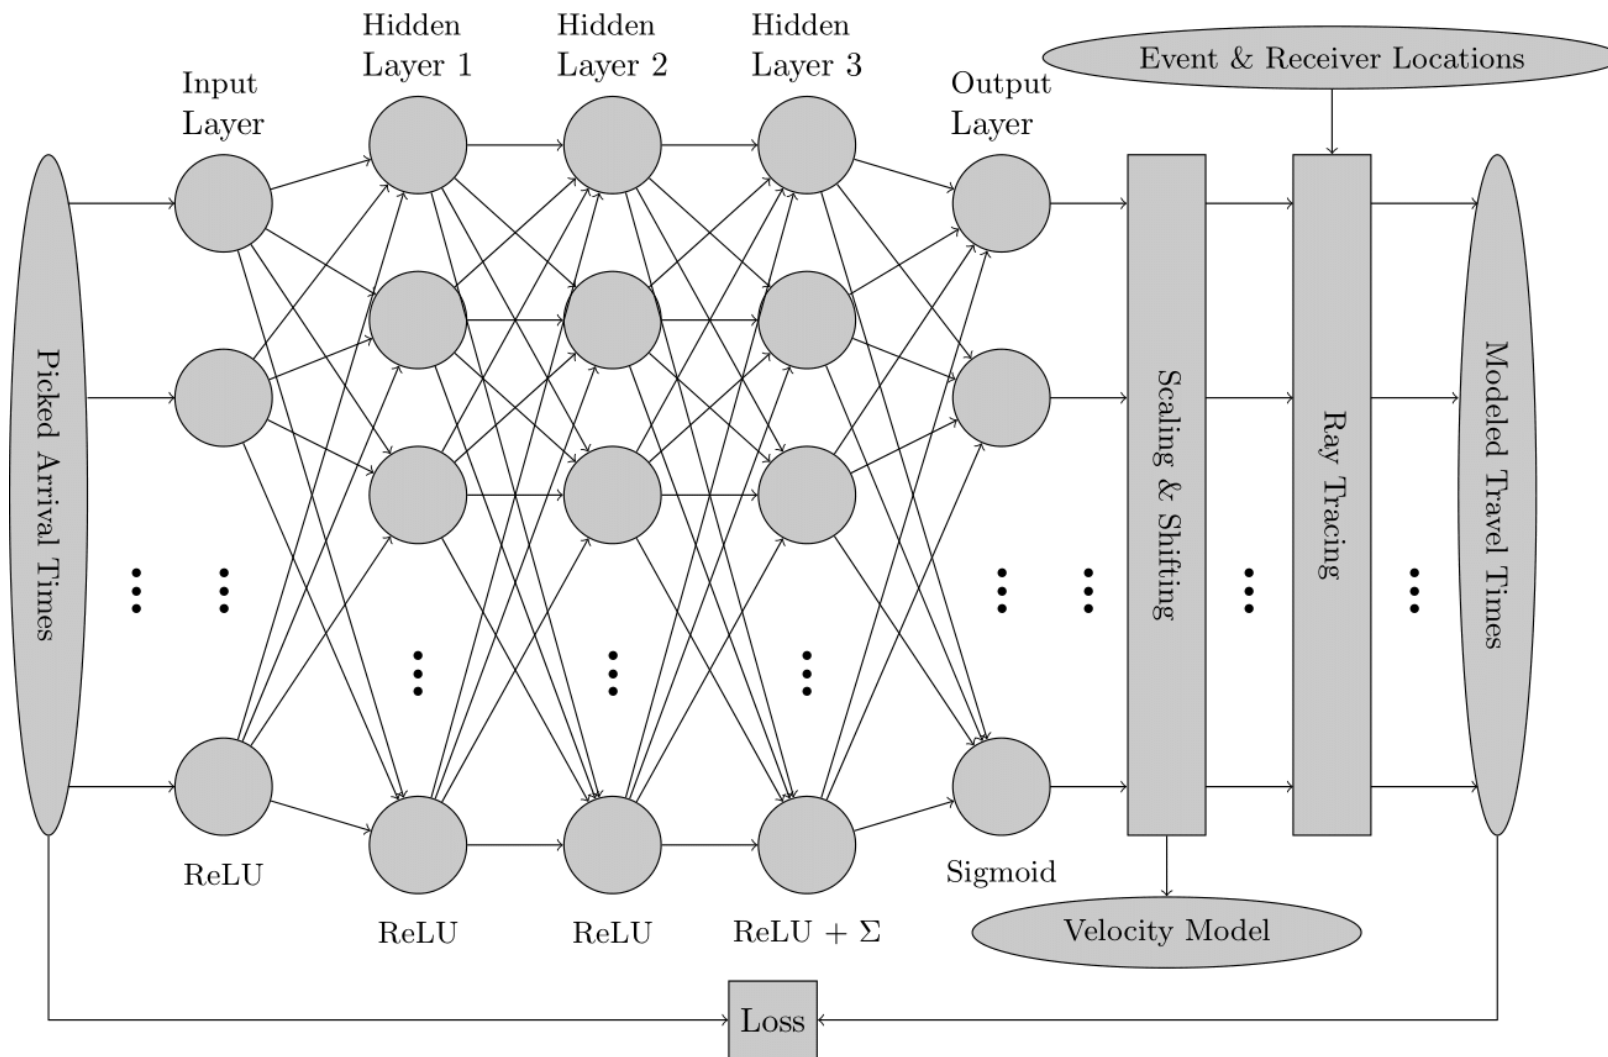 Hidden
Layer 1
Hidden
Layer 2
Hidden
Layer 3
Event & Receiver Locations
Input
Layer
Output
Layer
Picked Arrival Times
Scaling & Shifting
Ray Tracing
Modeled Travel Times
ReLU
Sigmoid
ReLU
ReLU
ReLU + Σ
Velocity Model
Loss